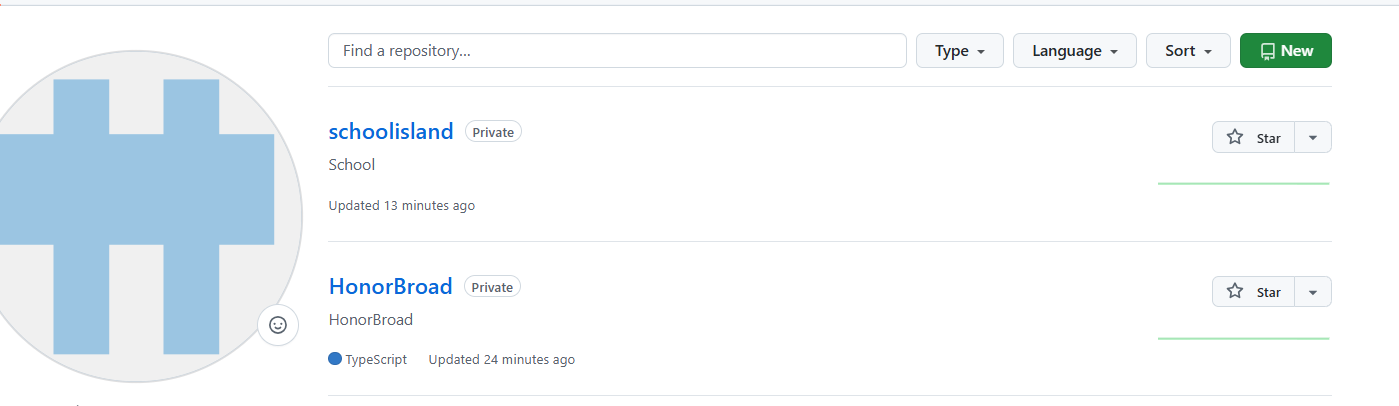 Find a repository...
Type
Language
Sort
New
schoolisland
Private
Star
School
Updated 13 minutes ago
HonorBroad
Private
Star
HonorBroad
TypeScript
Updated 24 minutes ago